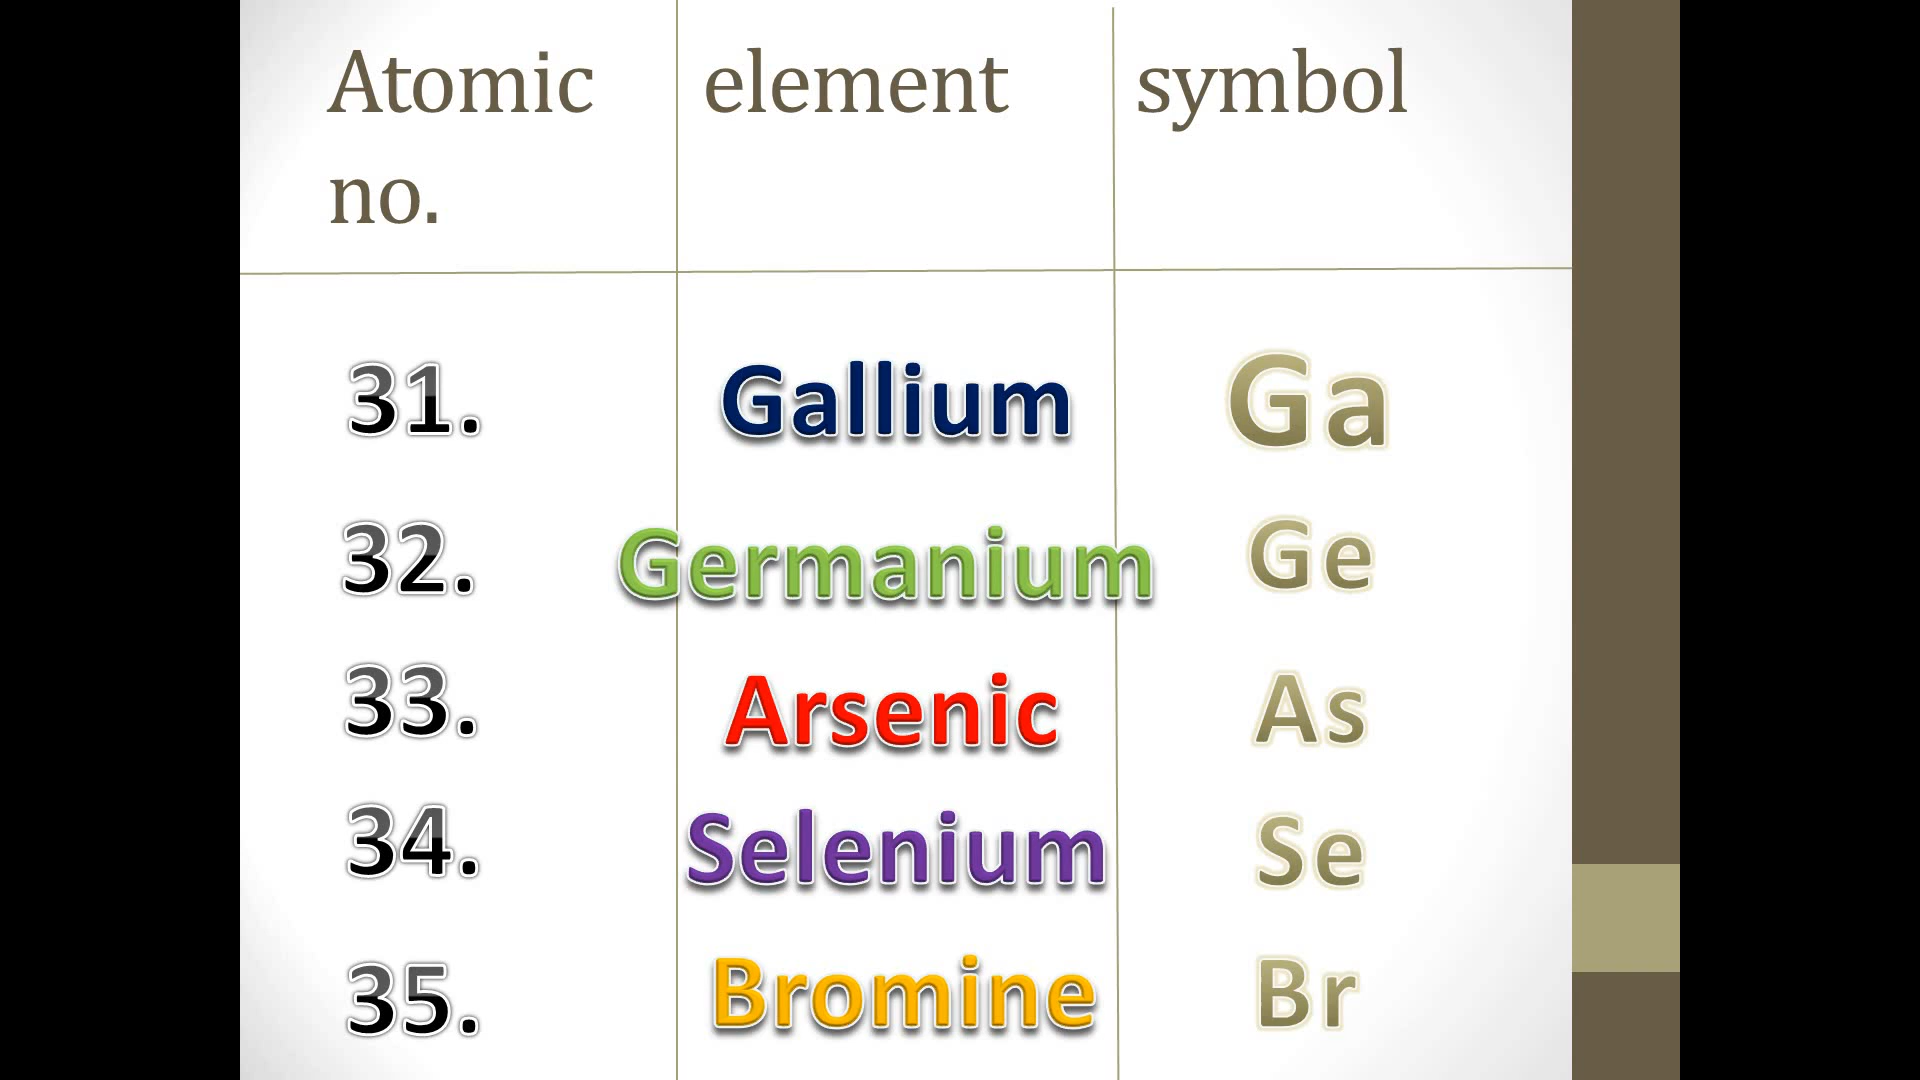 Atomic no. element symbol
31. Gallium Ga
32. Germanium Ge
33. Arsenic As
34. Selenium Se
35. Bromine Br